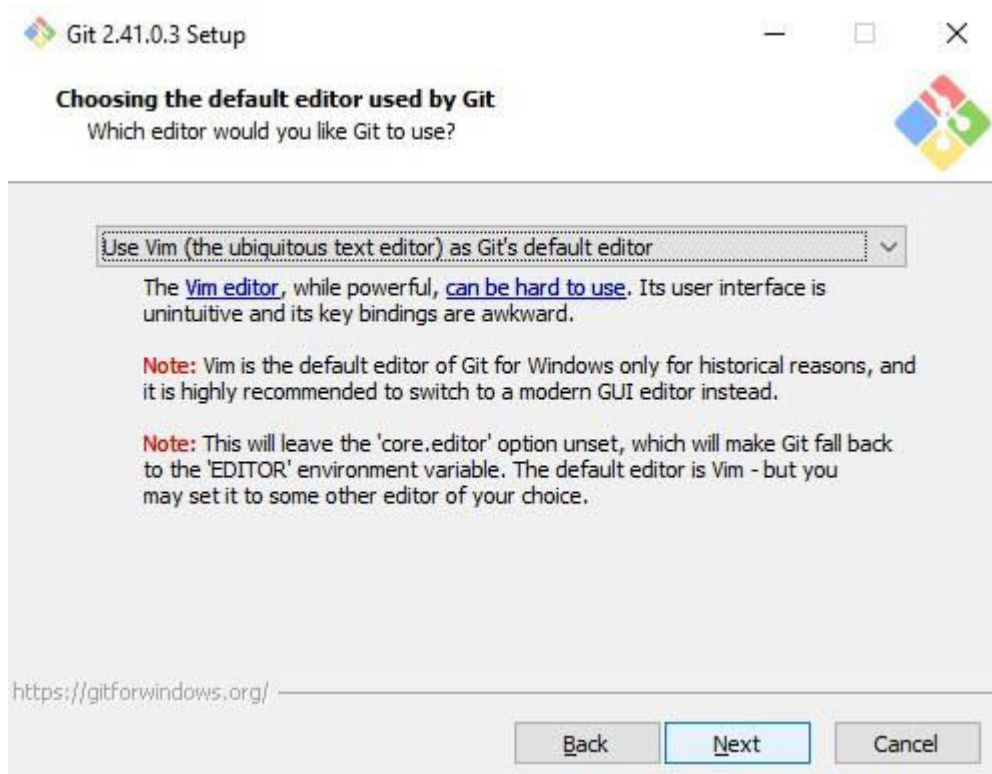 Git 2.41.0.3 Setup
Choosing the default editor used by Git
Which editor would you like Git to use?
Use Vim (the ubiquitous text editor) as Git's default editor
The Vim editor, while powerful, can be hard to use. Its user interface is
unintuitive and its key bindings are awkward.
Note: Vim is the default editor of Git for Windows only for historical reasons, and
it is highly recommended to switch to a modern GUI editor instead.
Note: This will leave the 'core.editor' option unset, which will make Git fall back
to the 'EDITOR' environment variable. The default editor is Vim - but you
may set it to some other editor of your choice.
https://gitforwindows.org/
Back Next Cancel